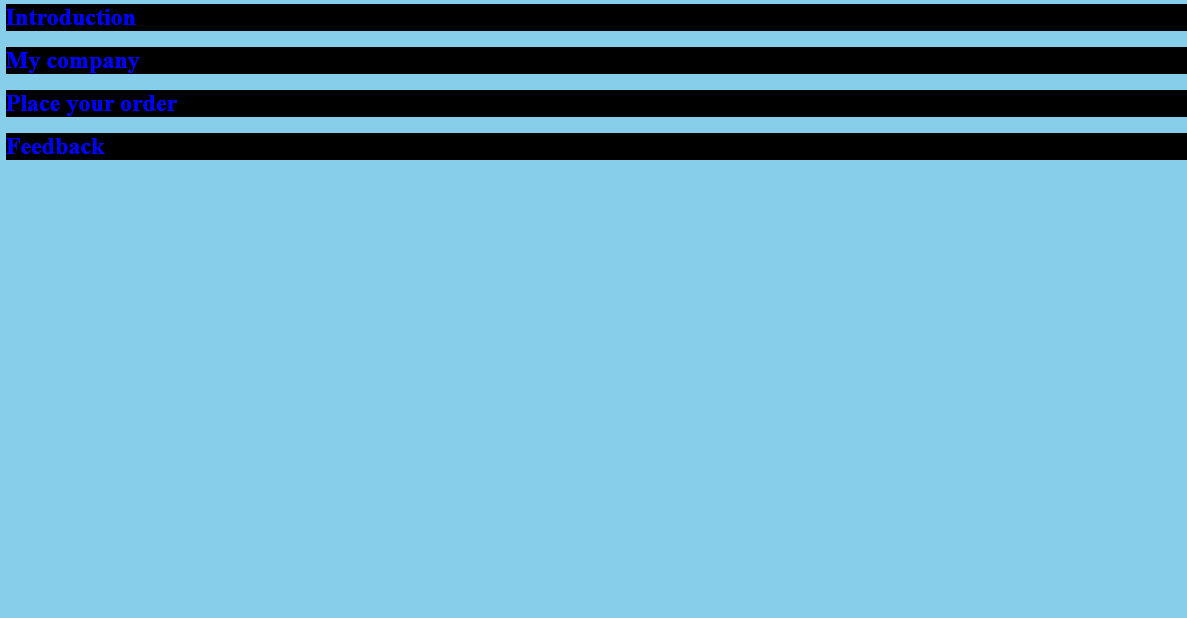 Introduction
My company
Place your order
Feedback